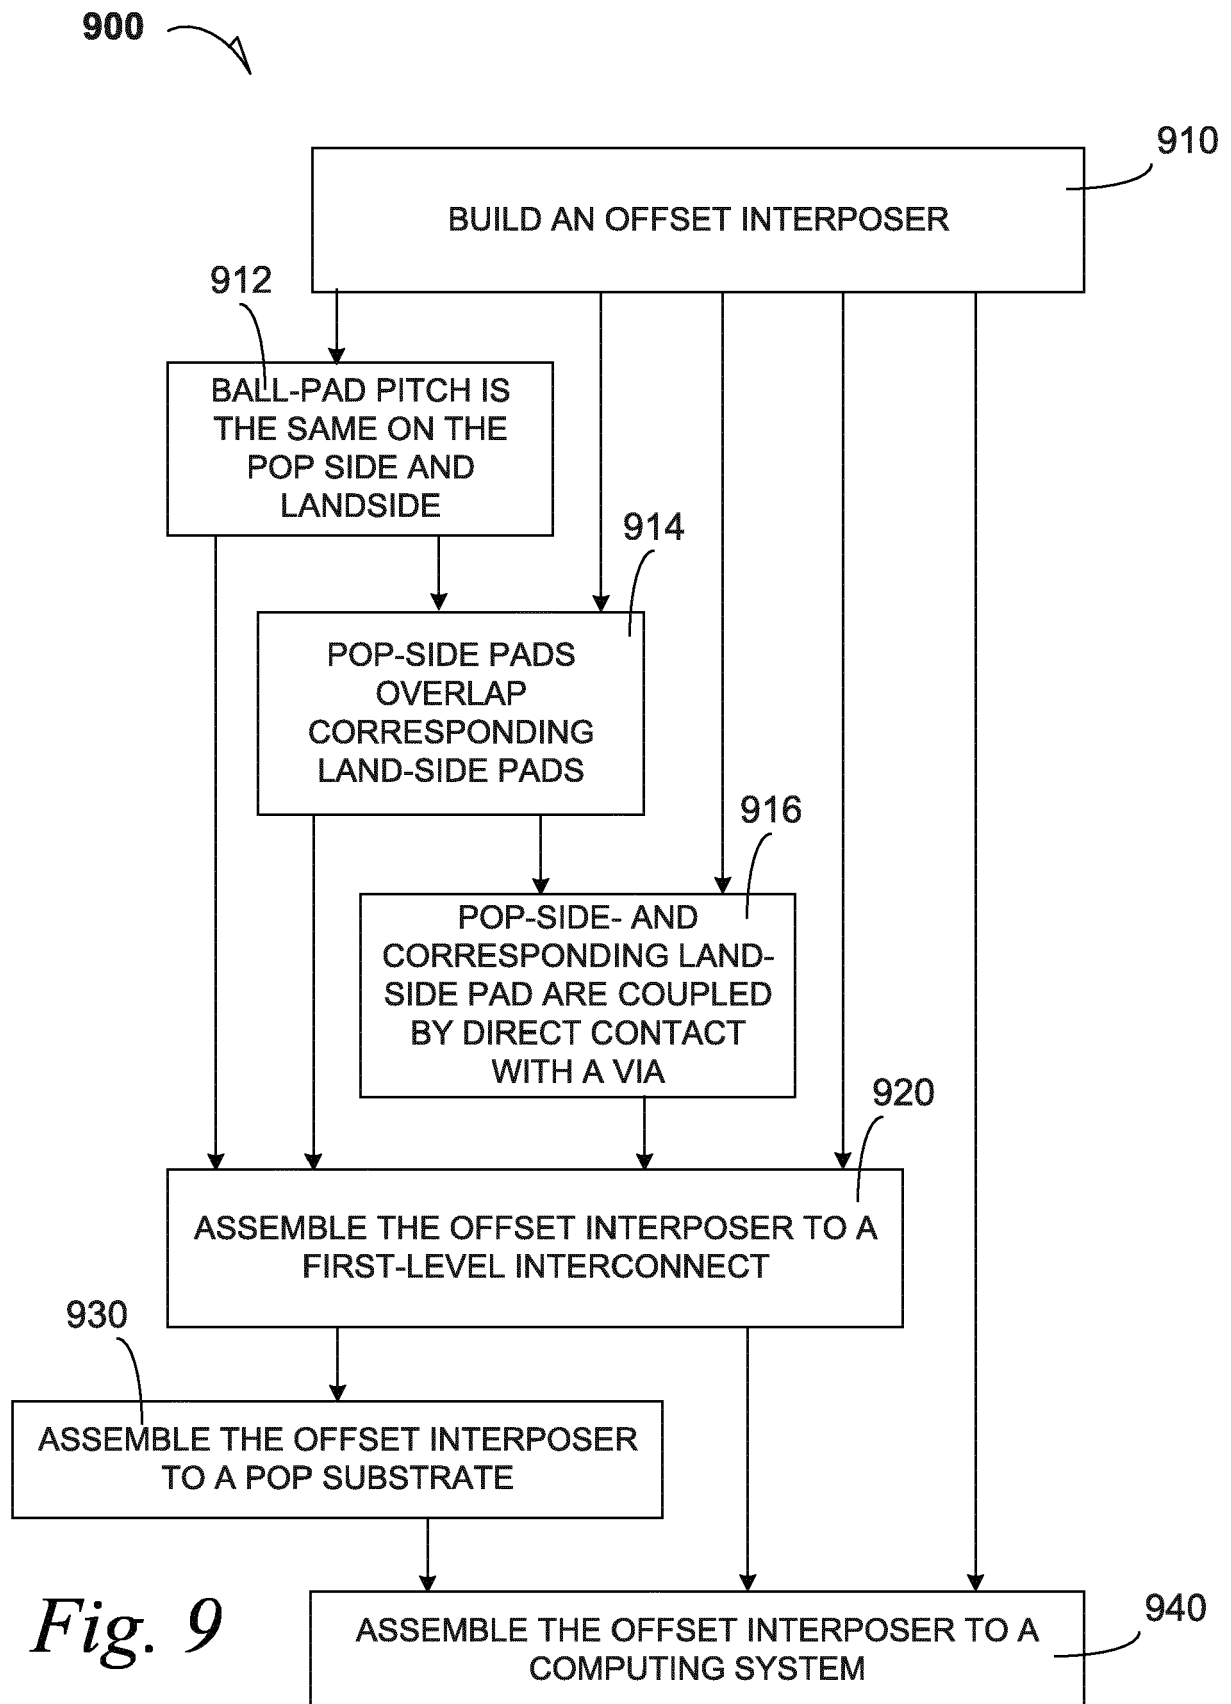 900
910
BUILD AN OFFSET INTERPOSER
912
BALL-PAD PITCH IS
THE SAME ON THE
POP SIDE AND
LANDSIDE
914
POP-SIDE PADS
OVERLAP
CORRESPONDING
LAND-SIDE PADS
916
POP-SIDE- AND
CORRESPONDING LAND-
SIDE PAD ARE COUPLED
BY DIRECT CONTACT
WITH A VIA
920
ASSEMBLE THE OFFSET INTERPOSER TO A
FIRST-LEVEL INTERCONNECT
930
ASSEMBLE THE OFFSET INTERPOSER
TO A POP SUBSTRATE
940
ASSEMBLE THE OFFSET INTERPOSER TO A
COMPUTING SYSTEM
Fig. 9